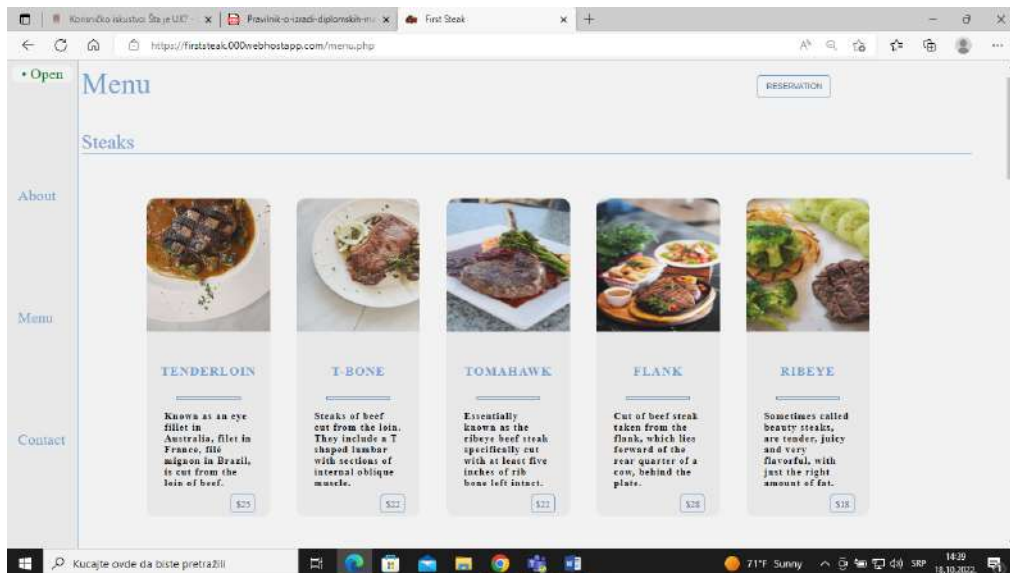 Korisničko iskustvo: Šta je UX? -
Pravilnik-o-izradi-diplomskih-
First Steak
https://firststeak.000webhostapp.com/menu.php
• Open
Menu
RESERVATION
Steaks
About
Menu
Contact
TENDERLOIN
Known as an eye
fillet in
Australia, filet in
France, filé
mignon in Brazil,
is cut from the
loin of beef.
$25
T-BONE
Steaks of beef
cut from the loin.
They include a T
shaped lumbar
with sections of
internal oblique
muscle.
$22
TOMAHAWK
Essentially
known as the
ribeye beef steak
specifically cut
with at least five
inches of rib
bone left intact.
FLANK
Cut of beef steak
taken from the
flank, which lies
forward of the
rear quarter of a
cow, behind the
plate.
$28
RIBEYE
Sometimes called
beauty steaks,
are tender, juicy
and very
flavorful, with
just the right
amount of fat.
$18
Kucajte ovde da biste pretražili
71°F Sunny
SRP
14:39
18.10.2022.